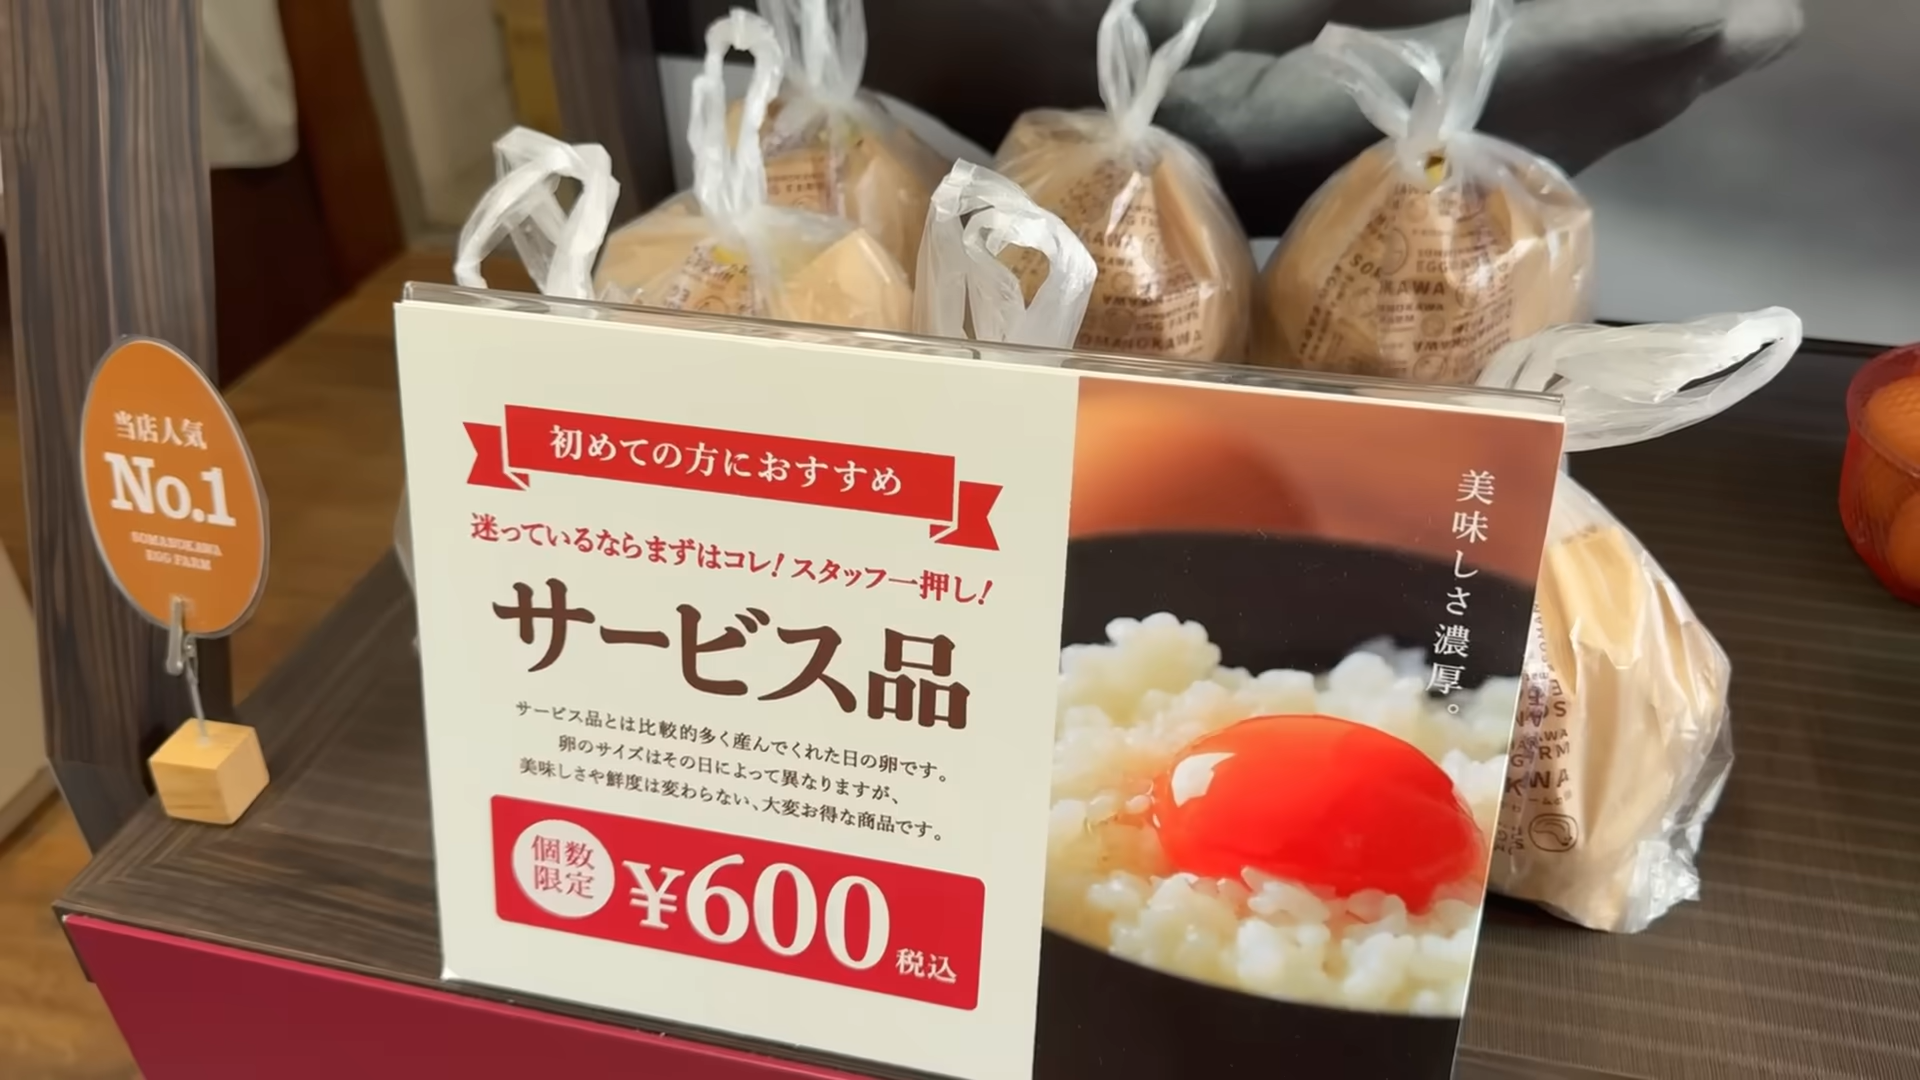 当店人気
No.1
SOMANOKAWA
EGG FARM
初めての方におすすめ
迷っているならまずはコレ!スタッフ一押し!
サービス品
サービス品とは比較的多く産んでくれた日の卵です。
卵のサイズはその日によって異なりますが、
美味しさや鮮度は変わらない、大変お得な商品です。
個数
限定
¥600
税込
美味しさ濃厚。